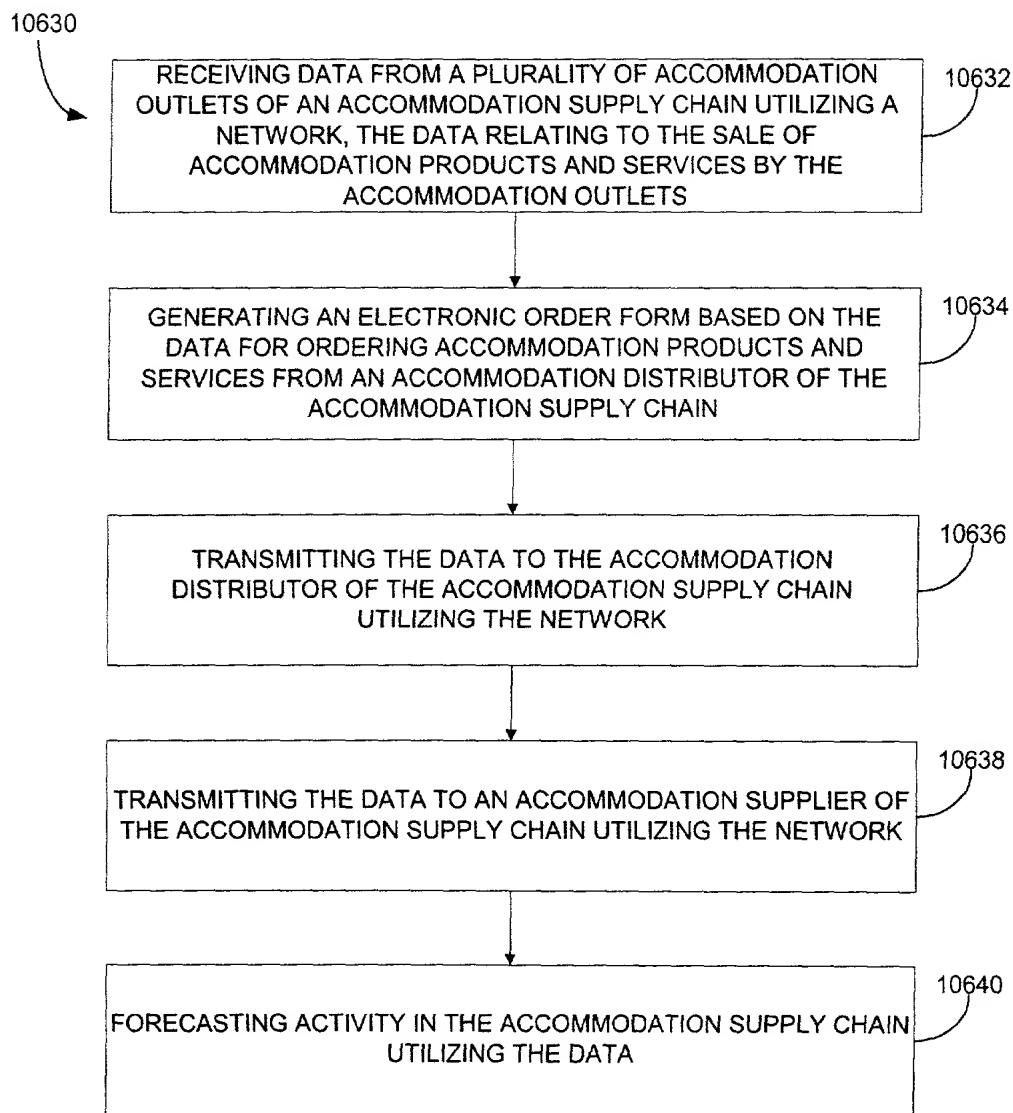 10630
RECEIVING DATA FROM A PLURALITY OF ACCOMMODATION
OUTLETS OF AN ACCOMMODATION SUPPLY CHAIN UTILIZING A
NETWORK, THE DATA RELATING TO THE SALE OF
ACCOMMODATION PRODUCTS AND SERVICES BY THE
ACCOMMODATION OUTLETS
10632
GENERATING AN ELECTRONIC ORDER FORM BASED ON THE
DATA FOR ORDERING ACCOMMODATION PRODUCTS AND
SERVICES FROM AN ACCOMMODATION DISTRIBUTOR OF THE
ACCOMMODATION SUPPLY CHAIN
10634
TRANSMITTING THE DATA TO THE ACCOMMODATION
DISTRIBUTOR OF THE ACCOMMODATION SUPPLY CHAIN
UTILIZING THE NETWORK
10636
TRANSMITTING THE DATA TO AN ACCOMMODATION SUPPLIER OF
THE ACCOMMODATION SUPPLY CHAIN UTILIZING THE NETWORK
10638
FORECASTING ACTIVITY IN THE ACCOMMODATION SUPPLY CHAIN
UTILIZING THE DATA
10640